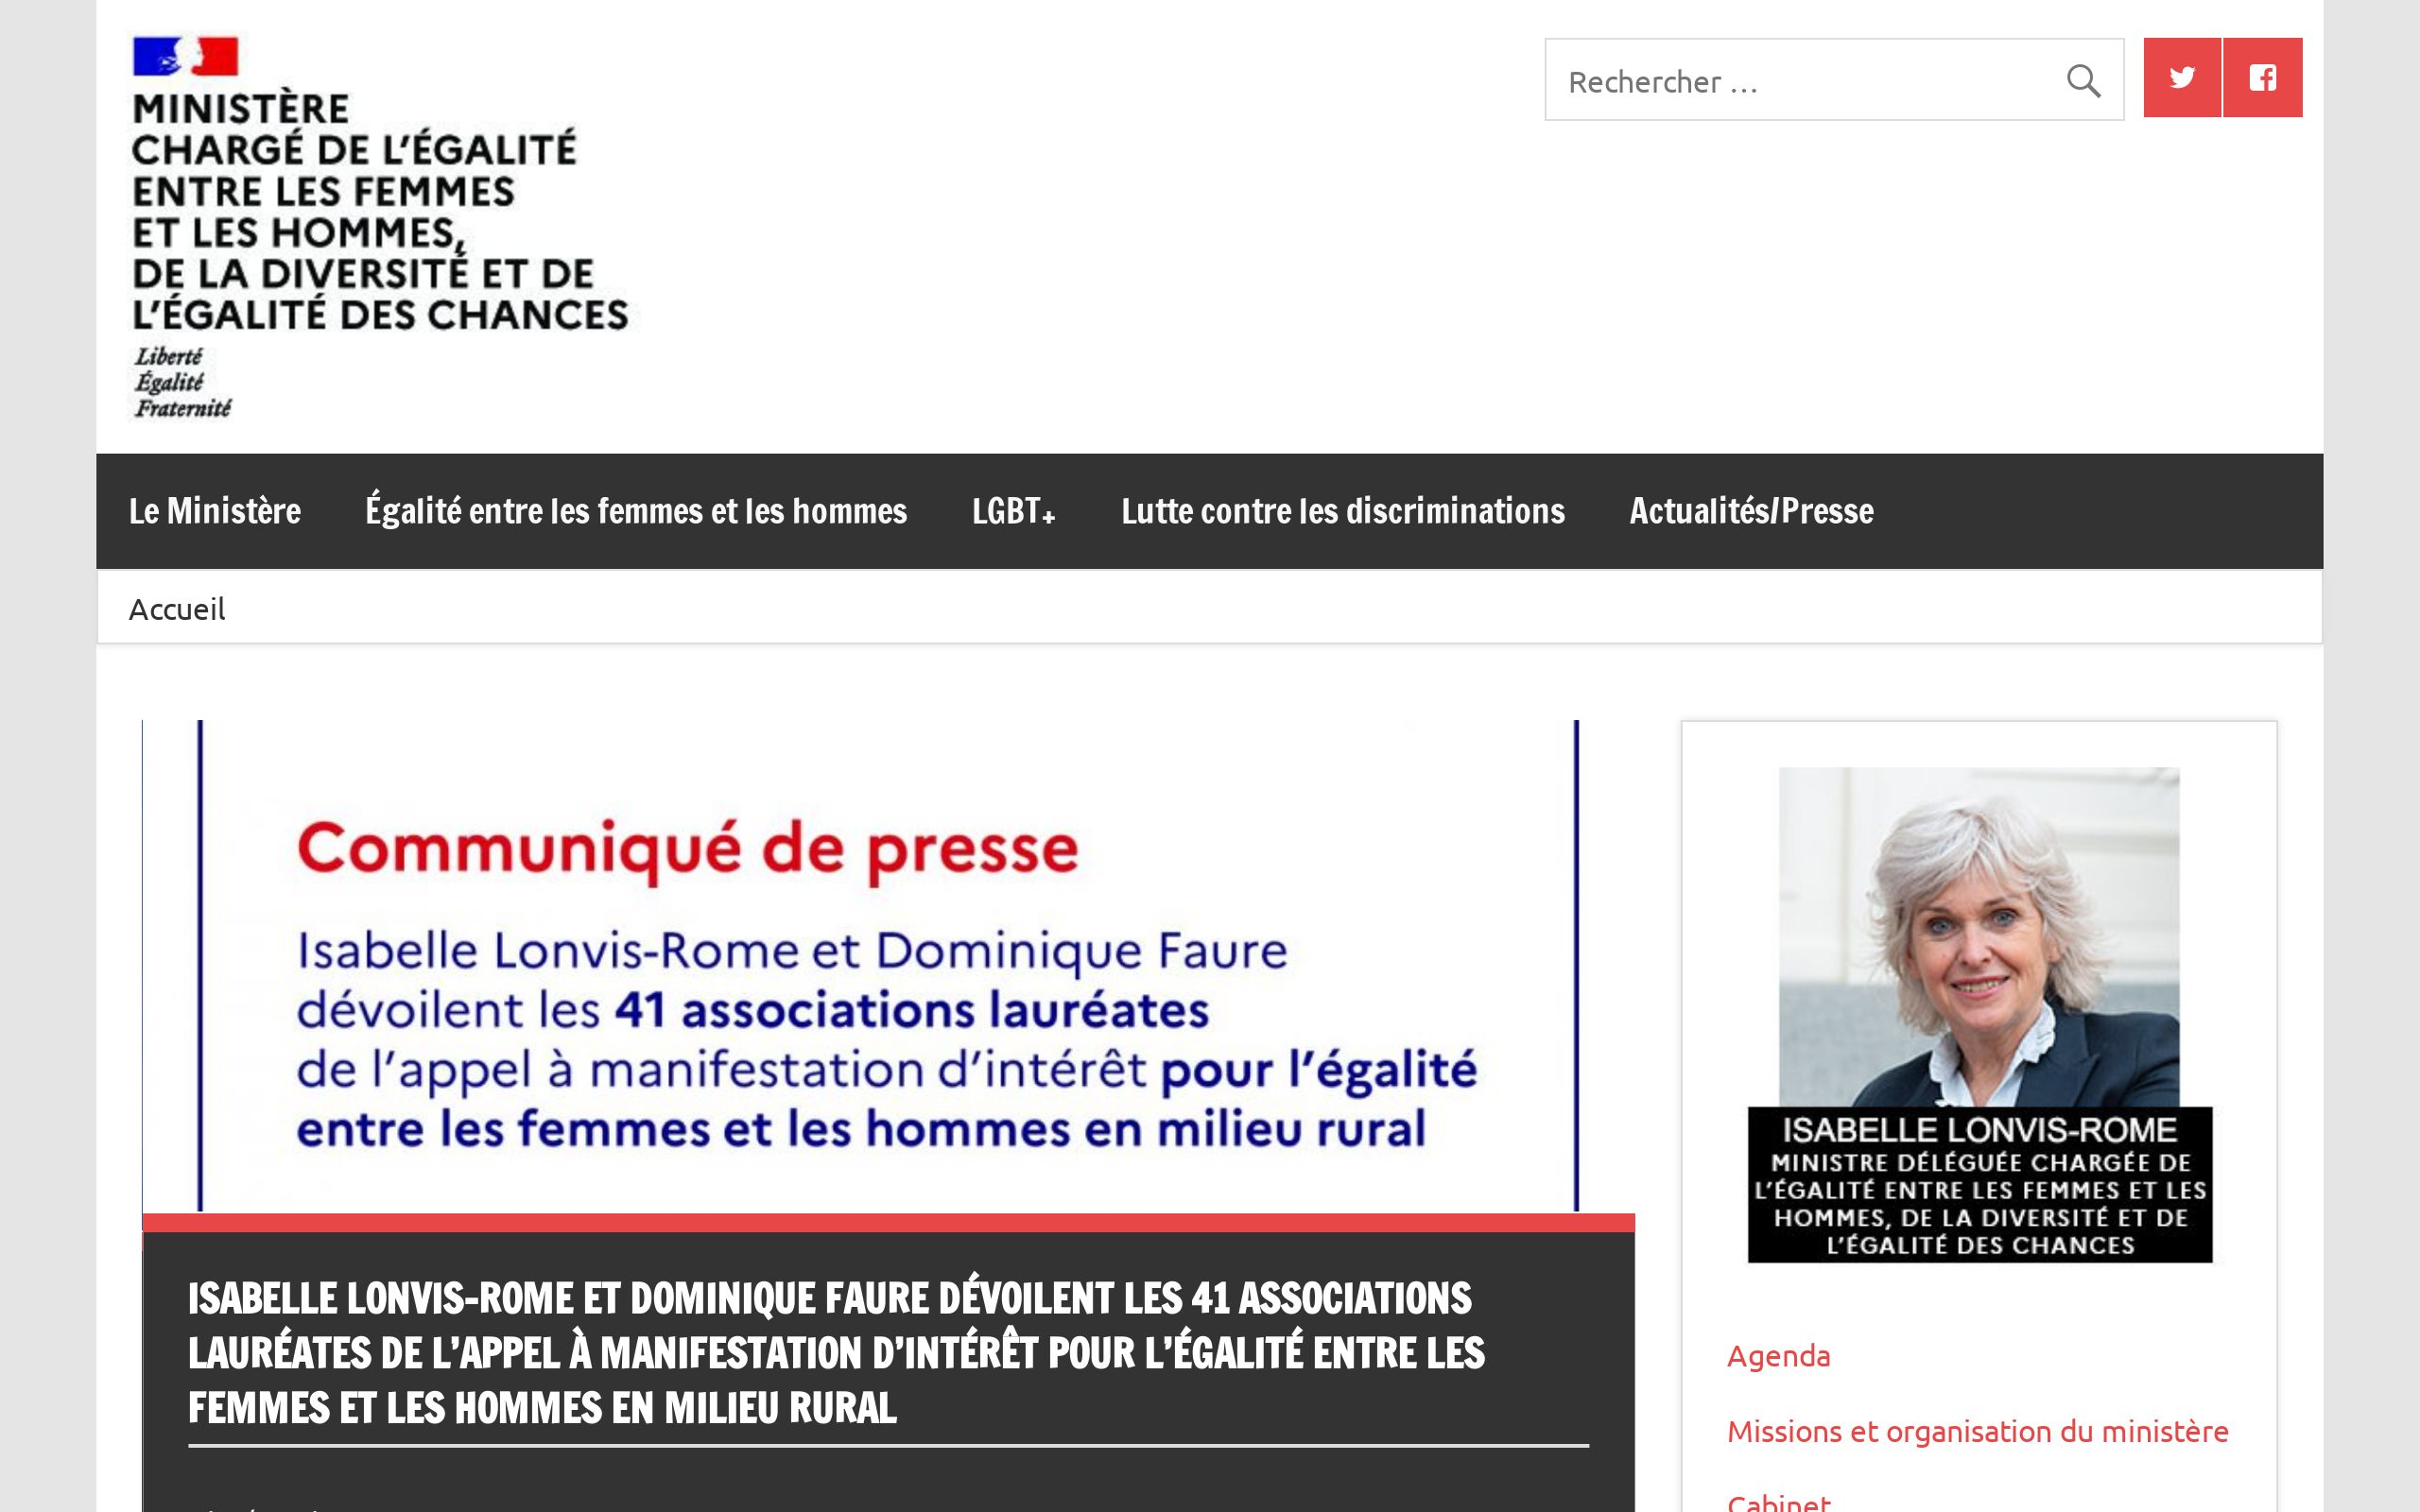 MINISTÈRE
CHARGÉ DE L'ÉGALITÉ
ENTRE LES FEMMES
ET LES HOMMES,
DE LA DIVERSITÉ ET DE
L'ÉGALITÉ DES CHANCES
Liberté
Égalité
Fraternité
Rechercher …
Le Ministère
Égalité entre les femmes et les hommes
LGBT+
Lutte contre les discriminations
Actualités/Presse
Accueil
Communiqué de presse
Isabelle Lonvis-Rome et Dominique Faure
dévoilent les 41 associations lauréates
de l'appel à manifestation d'intérêt pour l'égalité
entre les femmes et les hommes en milieu rural
ISABELLE LONVIS-ROME ET DOMINIQUE FAURE DÉVOILENT LES 41 ASSOCIATIONS
LAURÉATES DE L'APPEL À MANIFESTATION D'INTÉRÊT POUR L'ÉGALITÉ ENTRE LES
FEMMES ET LES HOMMES EN MILIEU RURAL
ISABELLE LONVIS-ROME
MINISTRE DÉLÉGUÉE CHARGÉE DE
L'ÉGALITÉ ENTRE LES FEMMES ET LES
HOMMES, DE LA DIVERSITÉ ET DE
L'ÉGALITÉ DES CHANCES
Agenda
Missions et organisation du ministère
Cabinet